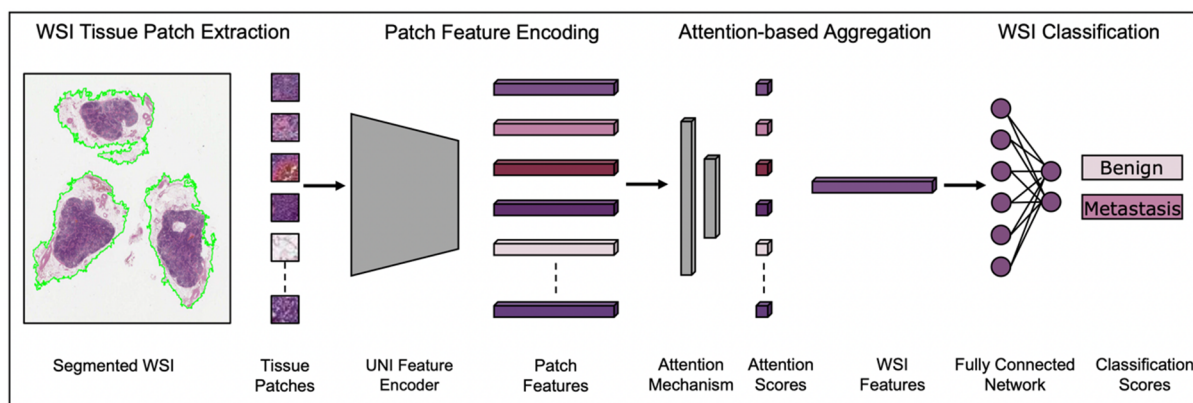 WSI Tissue Patch Extraction
Patch Feature Encoding
Attention-based Aggregation
WSI Classification
Benign
Metastasis
Segmented WSI
Tissue
Patches
UNI Feature
Encoder
Patch
Features
Attention
Mechanism
Attention
Scores
WSI
Features
Fully Connected
Network
Classification
Scores